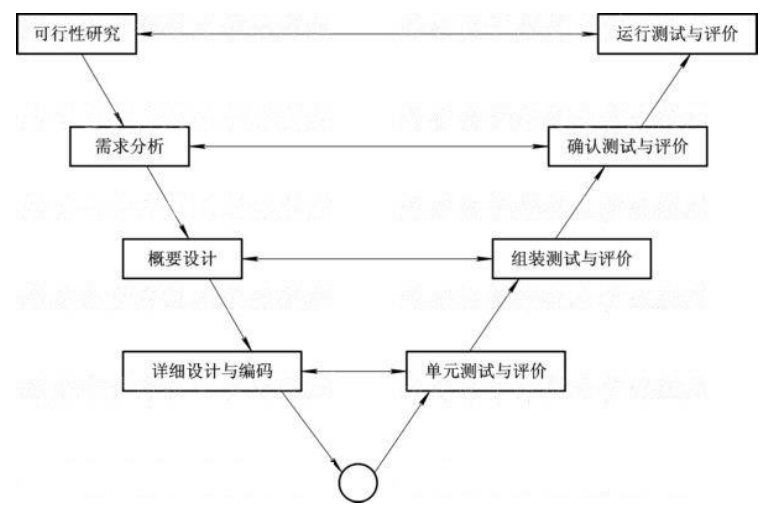 可行性研究
运行测试与评价
需求分析
确认测试与评价
概要设计
组装测试与评价
详细设计与编码
单元测试与评价